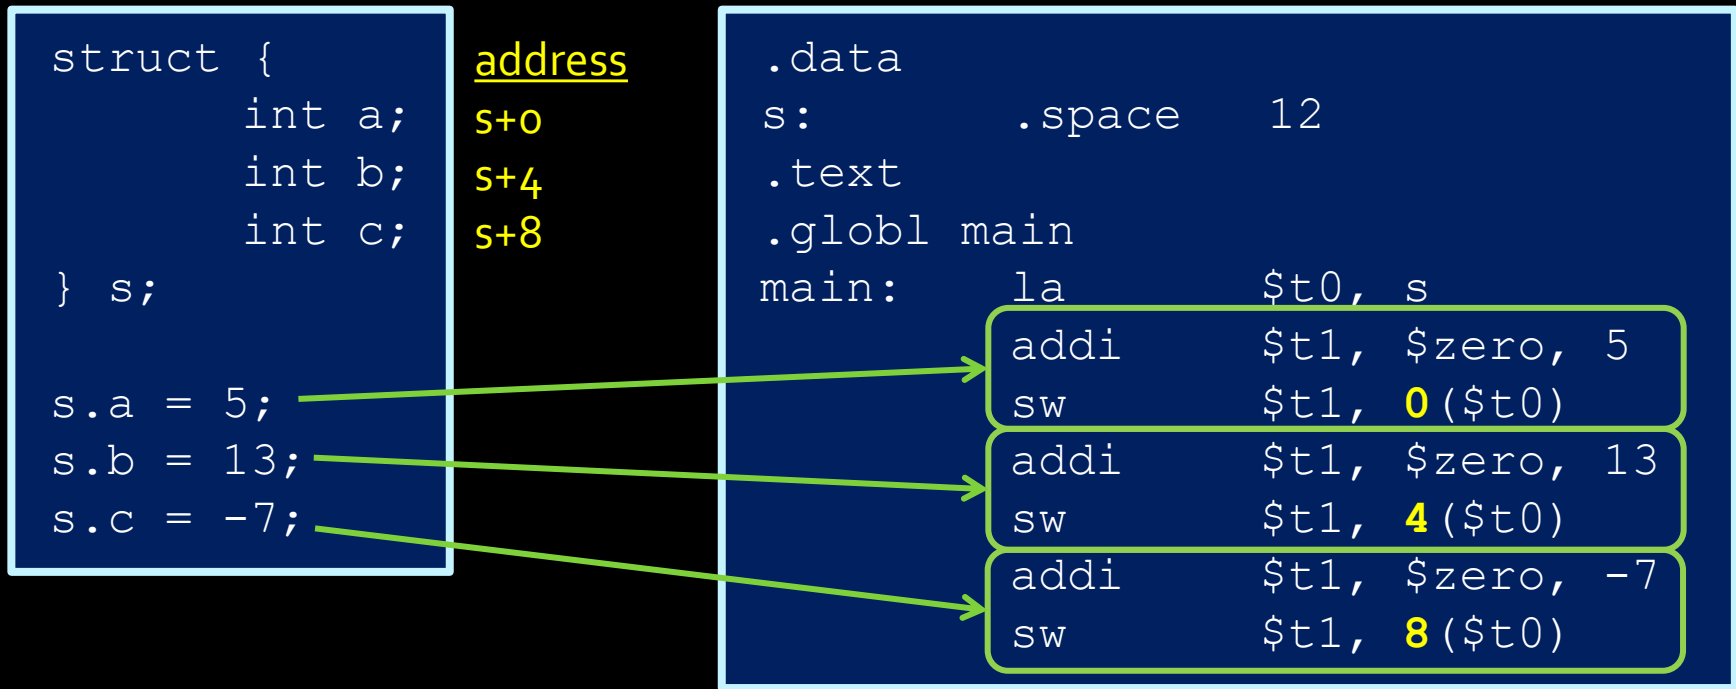 struct {
int a;
int b;
int c;
} s;
s.a = 5;
s.b = 13;
s.c = -7;
address
s+0
s+4
s+8
.data
s: .space 12
.text
.globl main
main: la $t0, s
addi $t1, $zero, 5
sw $t1, 0($t0)
addi $t1, $zero, 13
sw $t1, 4($t0)
addi $t1, $zero, -7
sw $t1, 8($t0)